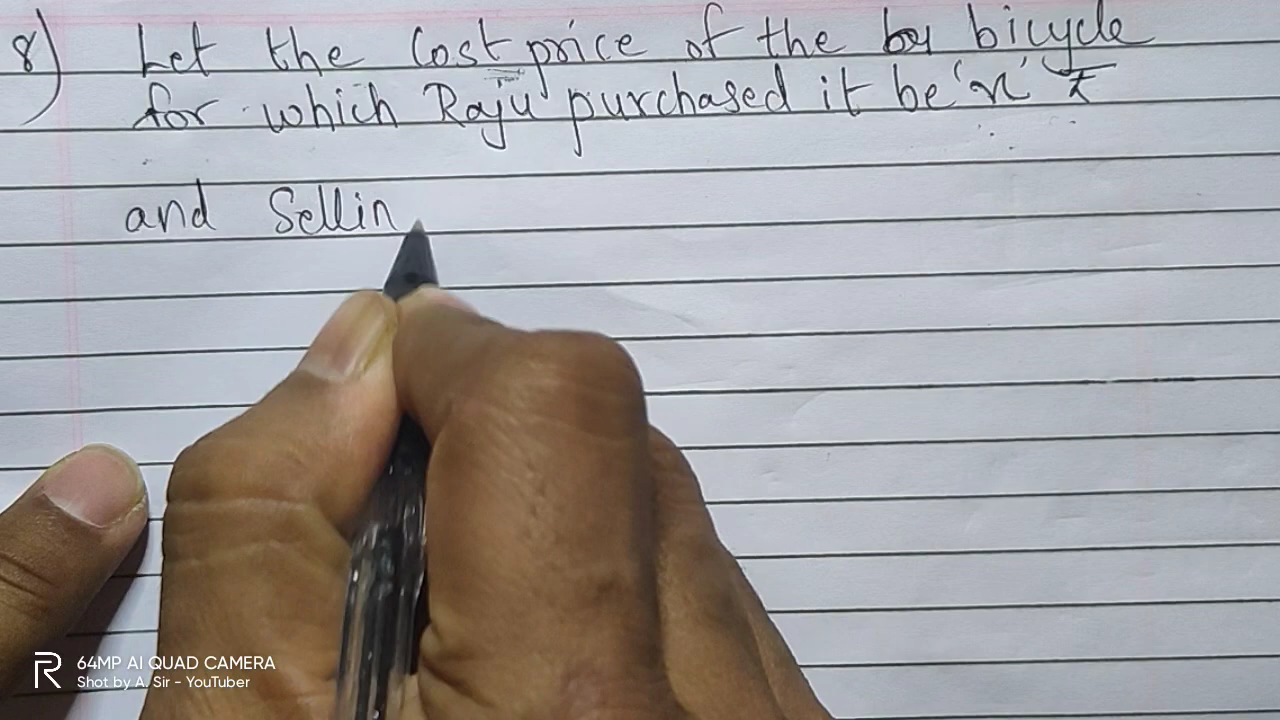 8) Let the Cost price of the bicycle
for which Raju purchased it be 'x' ₹
and Sellin
64MP AI QUAD CAMERA
Shot by A. Sir - YouTuber